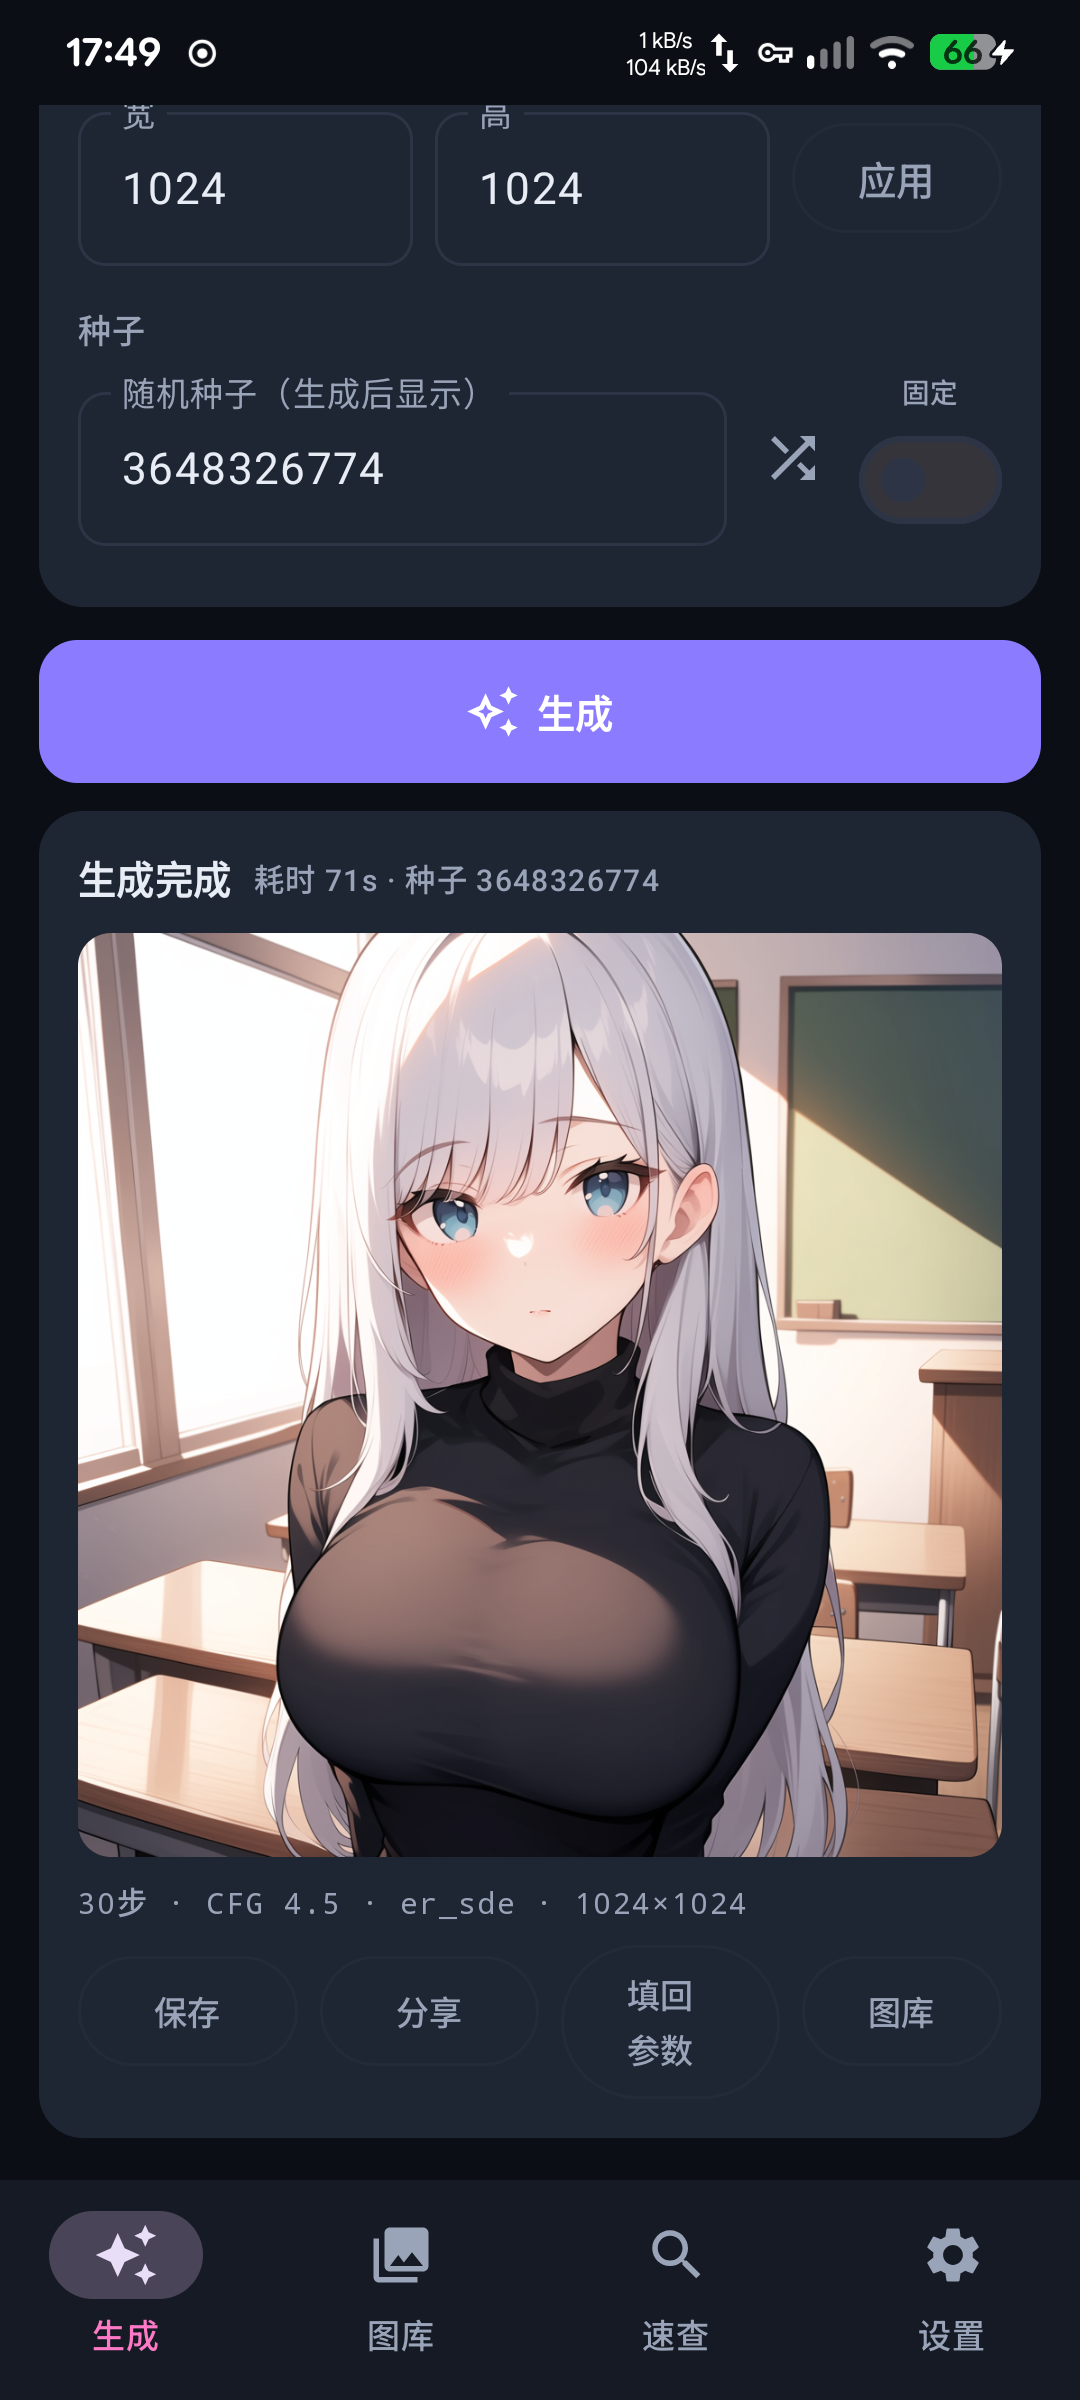 17:49
1 kB/s
104 kB/s
66
宽
高
1024
1024
应用
种子
随机种子（生成后显示）
固定
3648326774
生成
生成完成 耗时 71s · 种子 3648326774
30步 · CFG 4.5 · er_sde · 1024×1024
保存
分享
填回
参数
图库
生成
图库
速查
设置